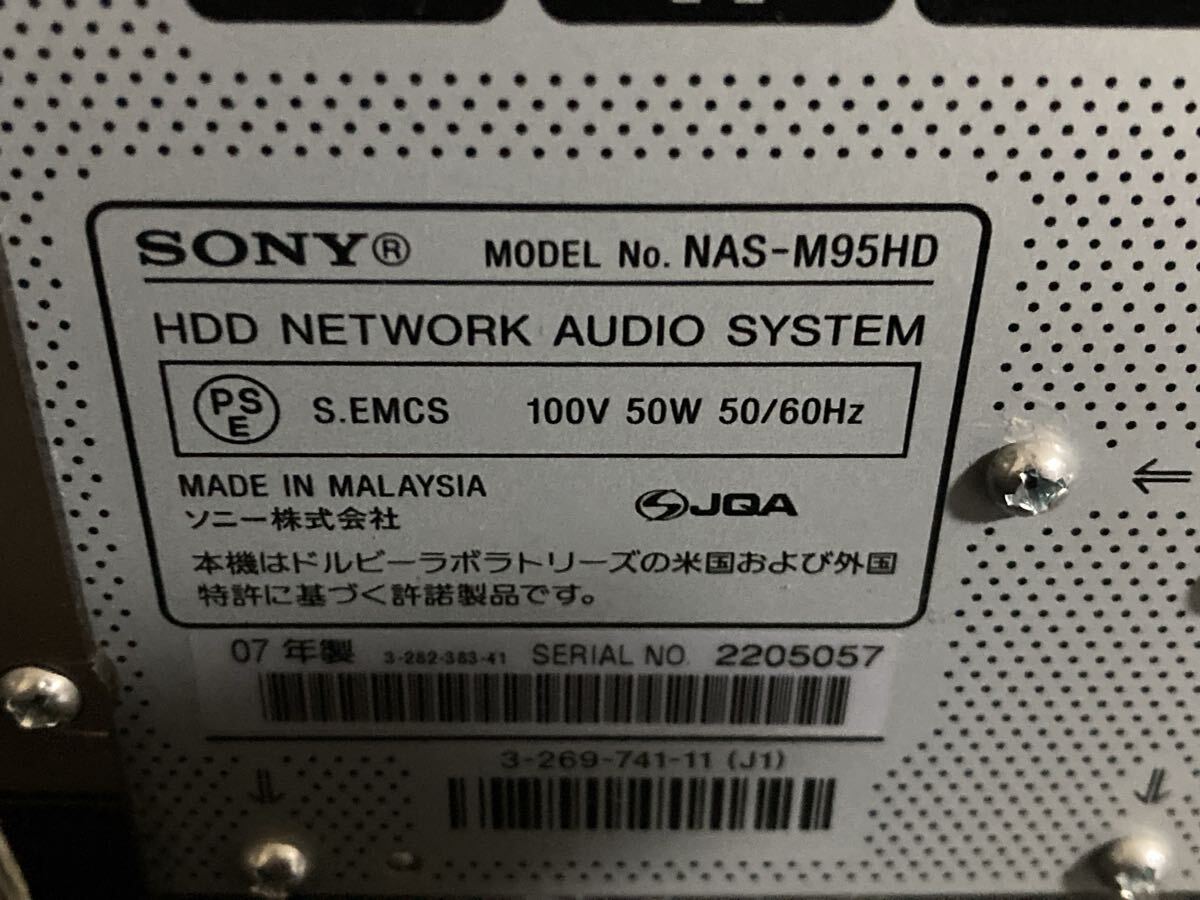 SONY® MODEL No. NAS-M95HD
HDD NETWORK AUDIO SYSTEM
PSE S.EMCS 100V 50W 50/60Hz
MADE IN MALAYSIA
ソニー株式会社 JQA
本機はドルビーラボラトリーズの米国および外国
特許に基づく許諾製品です。
07 年製 3-282-383-41 SERIAL NO. 2205057
3-269-741-11 (J1)